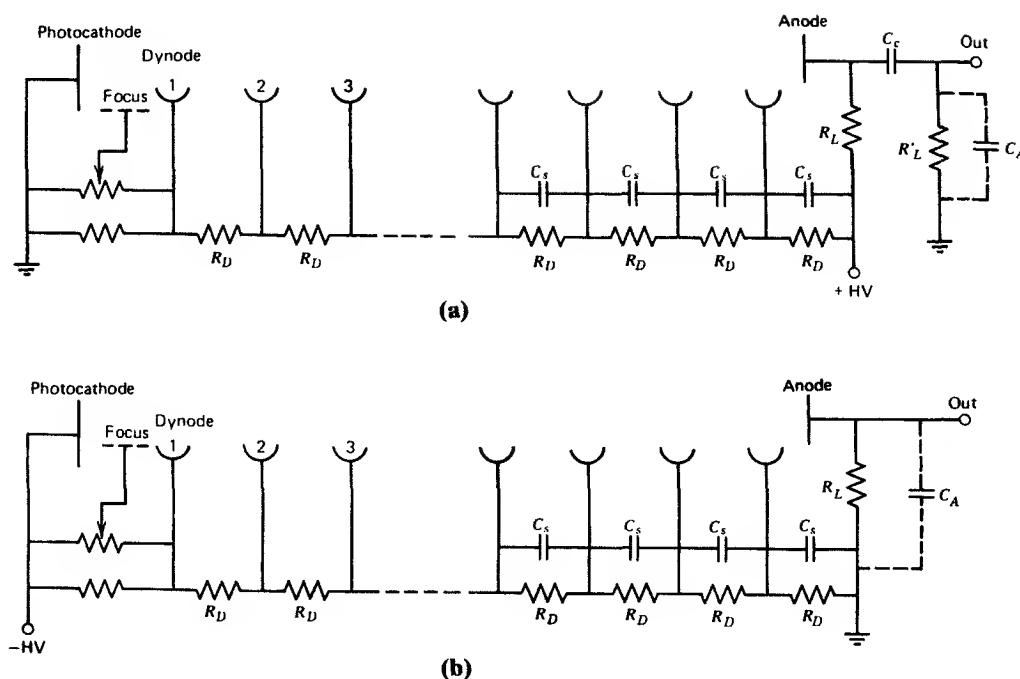 Photocathode
Dynode
Focus
1
2
3
Anode
C_c
Out
R_L
R'_L
C_A
C_s C_s C_s C_s
R_D R_D
R_D R_D R_D R_D
+ HV
(a)
Photocathode
Dynode
Focus
1
2
3
Anode
Out
R_L
C_A
C_s C_s C_s C_s
R_D R_D
R_D R_D R_D R_D
−HV
(b)